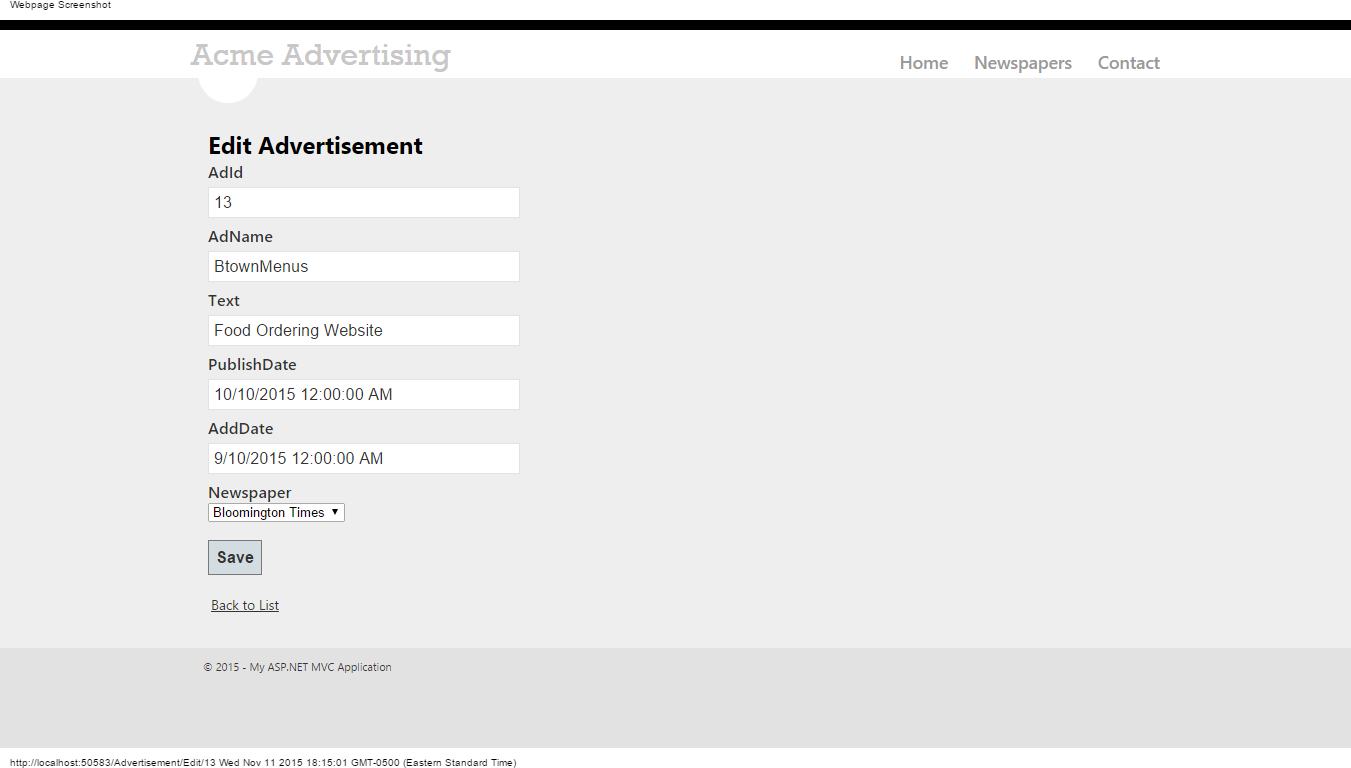 Webpage Screenshot
Acme Advertising
Home Newspapers Contact
Edit Advertisement
AdId
13
AdName
BtownMenus
Text
Food Ordering Website
PublishDate
10/10/2015 12:00:00 AM
AddDate
9/10/2015 12:00:00 AM
Newspaper
Bloomington Times
Save
Back to List
© 2015 - My ASP.NET MVC Application
http://localhost:50583/Advertisement/Edit/13 Wed Nov 11 2015 18:15:01 GMT-0500 (Eastern Standard Time)